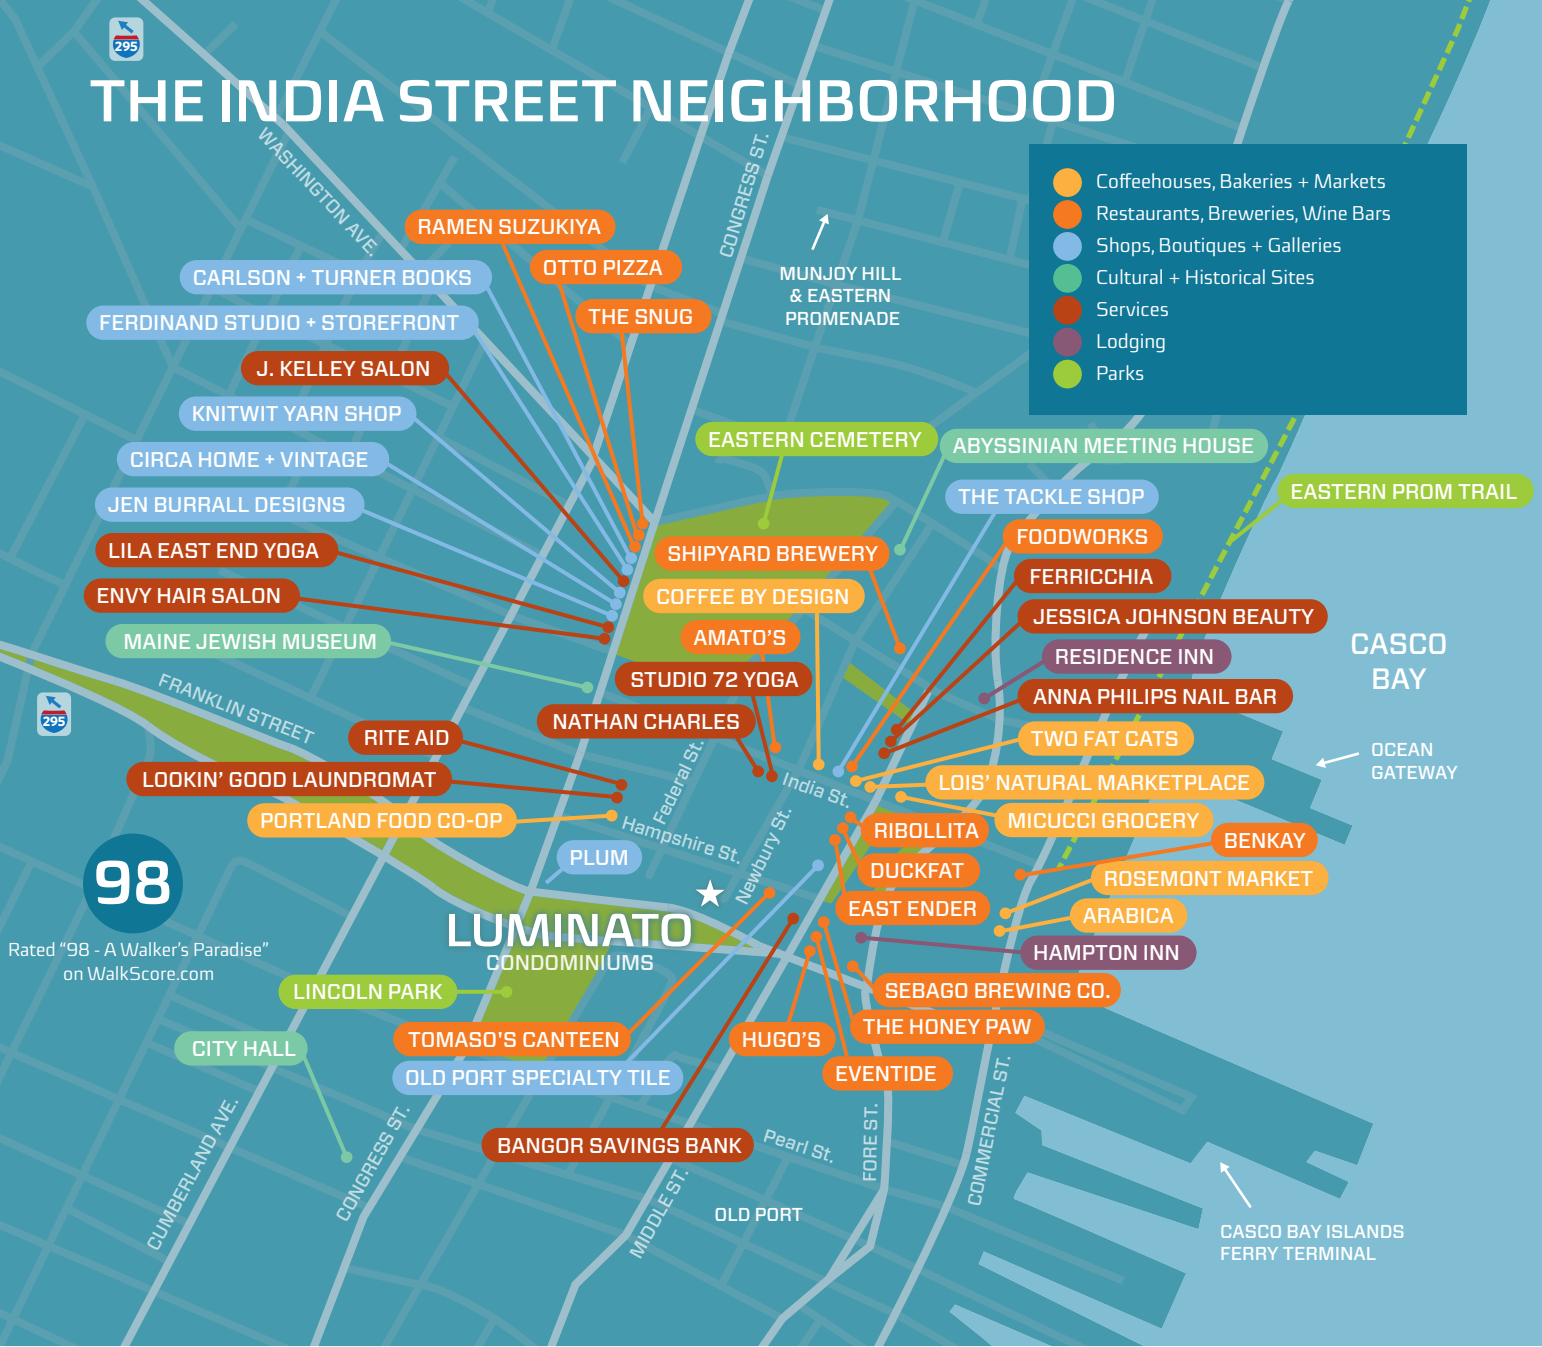 295
THE INDIA STREET NEIGHBORHOOD
WASHINGTON AVE.
CONGRESS ST.
Coffeehouses, Bakeries + Markets
Restaurants, Breweries, Wine Bars
Shops, Boutiques + Galleries
Cultural + Historical Sites
Services
Lodging
Parks
RAMEN SUZUKIYA
OTTO PIZZA
THE SNUG
MUNJOY HILL
& EASTERN
PROMENADE
CARLSON + TURNER BOOKS
FERDINAND STUDIO + STOREFRONT
J. KELLEY SALON
KNITWIT YARN SHOP
CIRCA HOME + VINTAGE
JEN BURRALL DESIGNS
LILA EAST END YOGA
ENVY HAIR SALON
MAINE JEWISH MUSEUM
EASTERN CEMETERY
ABYSSINIAN MEETING HOUSE
THE TACKLE SHOP
EASTERN PROM TRAIL
FOODWORKS
SHIPYARD BREWERY
FERRICCHIA
COFFEE BY DESIGN
JESSICA JOHNSON BEAUTY
AMATO'S
RESIDENCE INN
CASCO
BAY
STUDIO 72 YOGA
ANNA PHILIPS NAIL BAR
NATHAN CHARLES
TWO FAT CATS
OCEAN
GATEWAY
FRANKLIN STREET
295
RITE AID
LOOKIN' GOOD LAUNDROMAT
PORTLAND FOOD CO-OP
Federal St.
India St.
Hampshire St.
Newbury St.
LOIS' NATURAL MARKETPLACE
MICUCCI GROCERY
RIBOLLITA
BENKAY
PLUM
DUCKFAT
ROSEMONT MARKET
EAST ENDER
ARABICA
98
Rated “98 - A Walker's Paradise”
on WalkScore.com
LUMINATO
CONDOMINIUMS
HAMPTON INN
LINCOLN PARK
SEBAGO BREWING CO.
TOMASO'S CANTEEN
HUGO'S
THE HONEY PAW
CITY HALL
OLD PORT SPECIALTY TILE
EVENTIDE
BANGOR SAVINGS BANK
CUMBERLAND AVE.
CONGRESS ST.
MIDDLE ST.
Pearl St.
FORE ST.
COMMERCIAL ST.
OLD PORT
CASCO BAY ISLANDS
FERRY TERMINAL